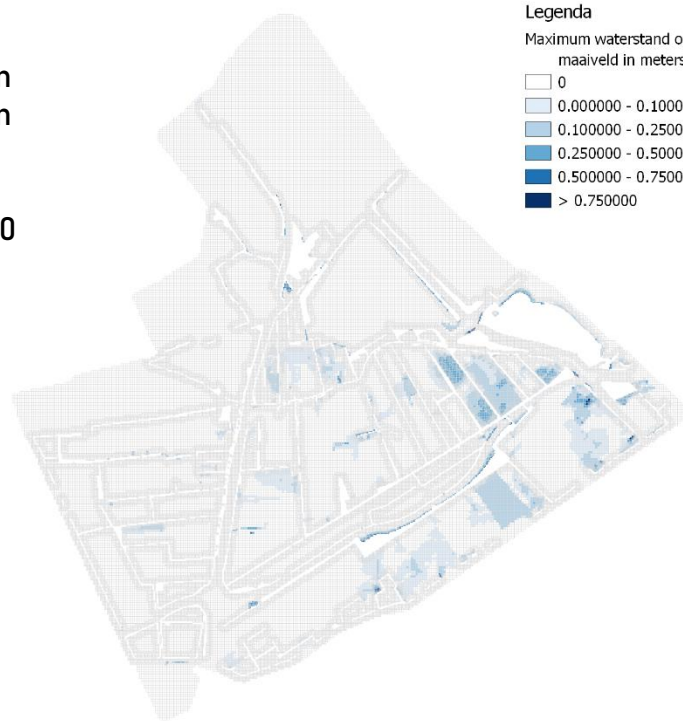 Legenda
Maximum waterstand o
maaiveld in meters
0
0.000000 - 0.1000
0.100000 - 0.2500
0.250000 - 0.5000
0.500000 - 0.7500
> 0.750000
n
n
0